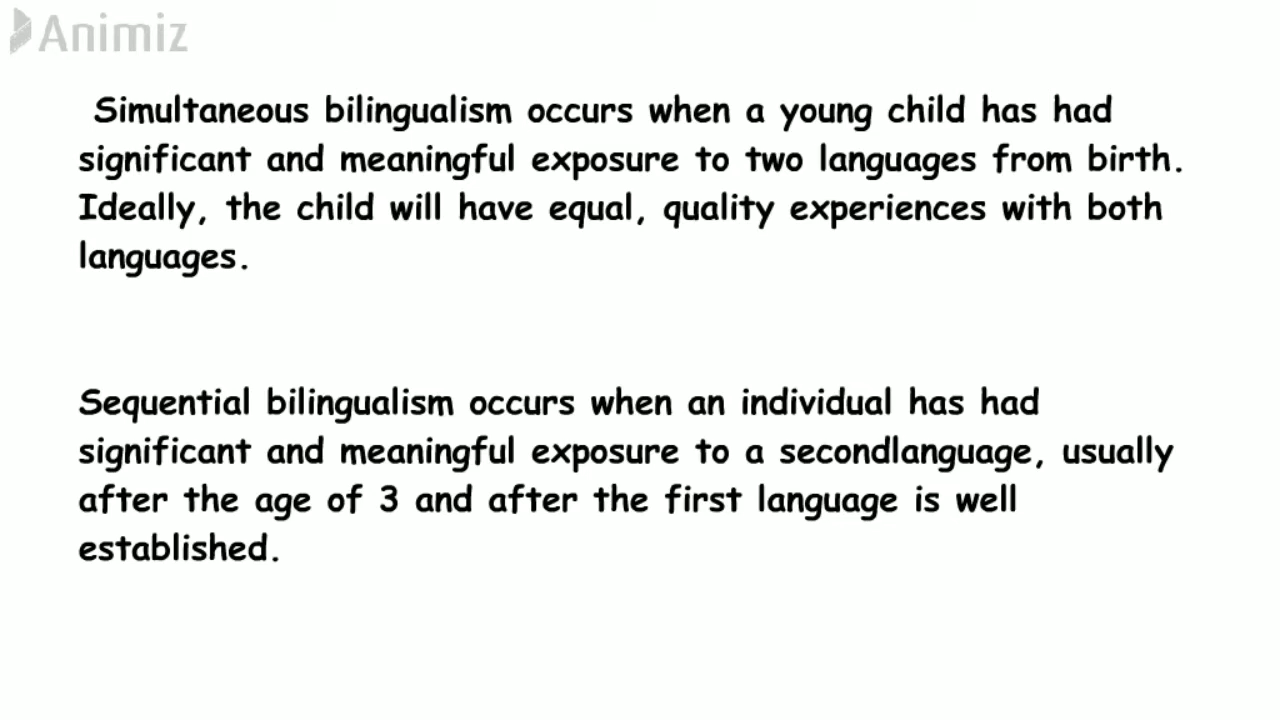 Animiz
Simultaneous bilingualism occurs when a young child has had
significant and meaningful exposure to two languages from birth.
Ideally, the child will have equal, quality experiences with both
languages.
Sequential bilingualism occurs when an individual has had
significant and meaningful exposure to a secondlanguage, usually
after the age of 3 and after the first language is well
established.